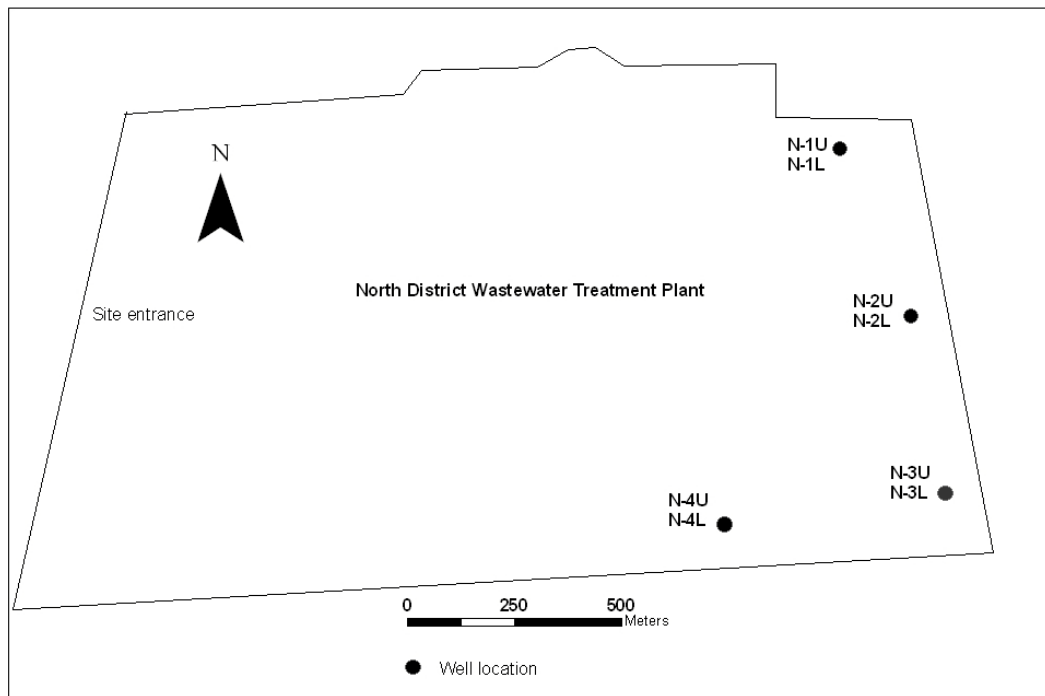 N-1U
N-1L
N
North District Wastewater Treatment Plant
N-2U
N-2L
Site entrance
N-3U
N-3L
N-4U
N-4L
0 250 500
Meters
Well location